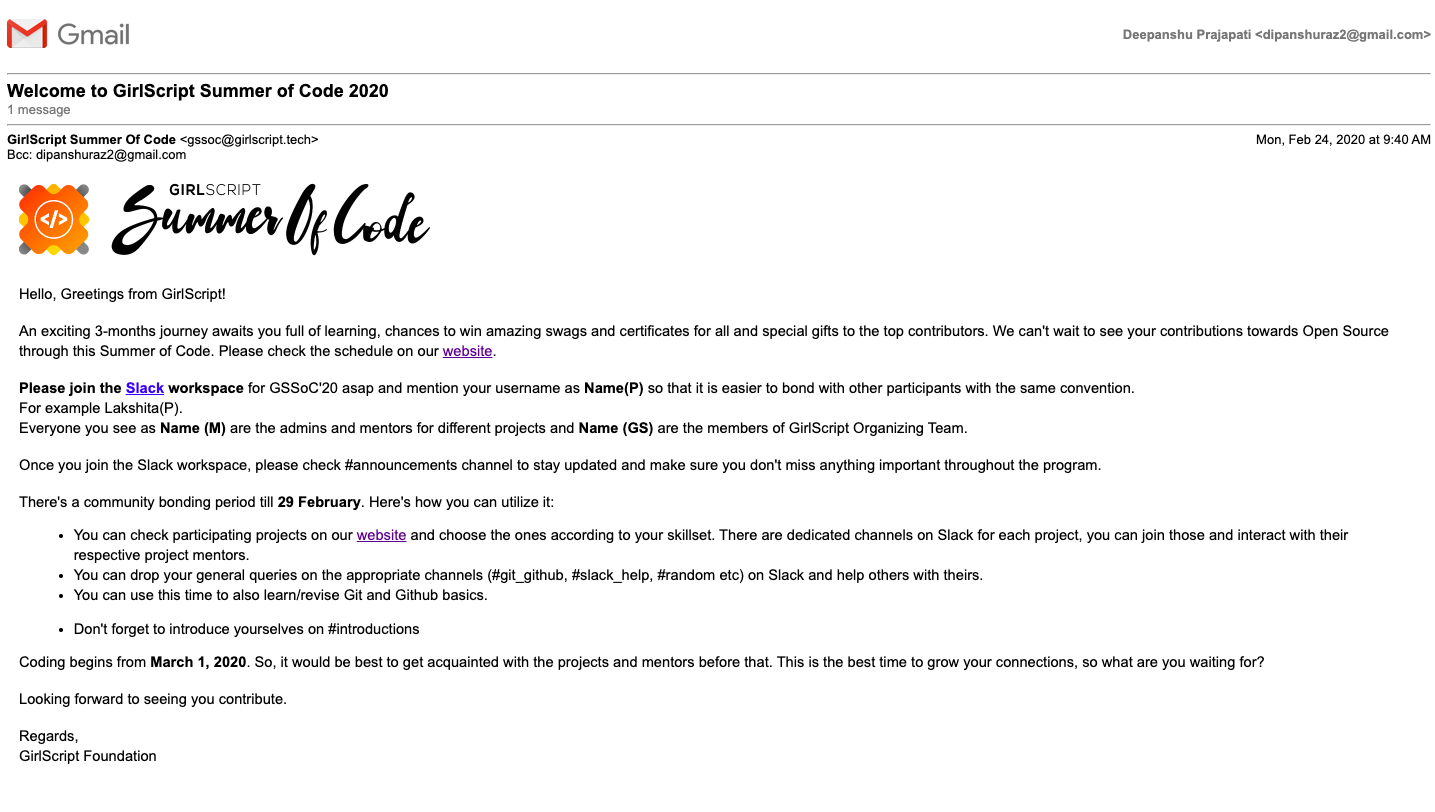 Gmail
Deepanshu Prajapati <dipanshuraz2@gmail.com>
Welcome to GirlScript Summer of Code 2020
1 message
GirlScript Summer Of Code <gssoc@girlscript.tech>
Mon, Feb 24, 2020 at 9:40 AM
Bcc: dipanshuraz2@gmail.com
</>
GIRLSCRIPT
Summer Of Code
Hello, Greetings from GirlScript!
An exciting 3-months journey awaits you full of learning, chances to win amazing swags and certificates for all and special gifts to the top contributors. We can't wait to see your contributions towards Open Source
through this Summer of Code. Please check the schedule on our website.
Please join the Slack workspace for GSSoC'20 asap and mention your username as Name(P) so that it is easier to bond with other participants with the same convention.
For example Lakshita(P).
Everyone you see as Name (M) are the admins and mentors for different projects and Name (GS) are the members of GirlScript Organizing Team.
Once you join the Slack workspace, please check #announcements channel to stay updated and make sure you don't miss anything important throughout the program.
There's a community bonding period till 29 February. Here's how you can utilize it:
• You can check participating projects on our website and choose the ones according to your skillset. There are dedicated channels on Slack for each project, you can join those and interact with their
respective project mentors.
• You can drop your general queries on the appropriate channels (#git_github, #slack_help, #random etc) on Slack and help others with theirs.
• You can use this time to also learn/revise Git and Github basics.
• Don't forget to introduce yourselves on #introductions
Coding begins from March 1, 2020. So, it would be best to get acquainted with the projects and mentors before that. This is the best time to grow your connections, so what are you waiting for?
Looking forward to seeing you contribute.
Regards,
GirlScript Foundation